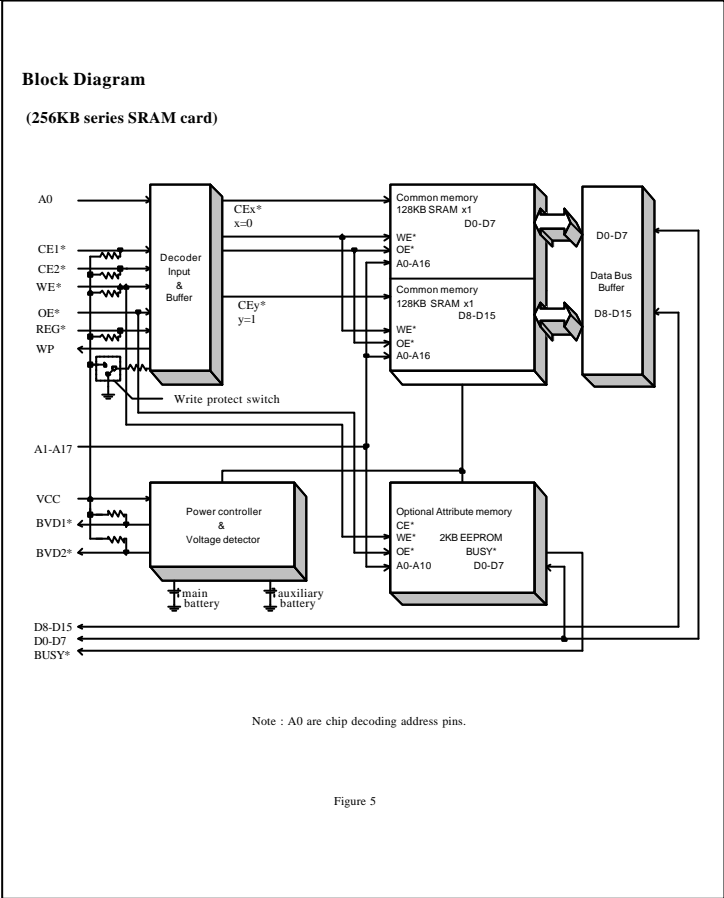 Block Diagram
(256KB series SRAM card)
A0
CE1*
CE2*
WE*
OE*
REG*
WP
Decoder
Input
&
Buffer
Write protect switch
CEx*
x=0
CEy*
y=1
Common memory
128KB SRAM x1
D0-D7
WE*
OE*
A0-A16
Common memory
128KB SRAM x1
D8-D15
WE*
OE*
A0-A16
D0-D7
Data Bus
Buffer
D8-D15
A1-A17
VCC
BVD1*
BVD2*
Power controller
&
Voltage detector
main
battery
auxiliary
battery
Optional Attribute memory
CE*
WE* 2KB EEPROM
OE* BUSY*
A0-A10 D0-D7
D8-D15
D0-D7
BUSY*
Note : A0 are chip decoding address pins.
Figure 5